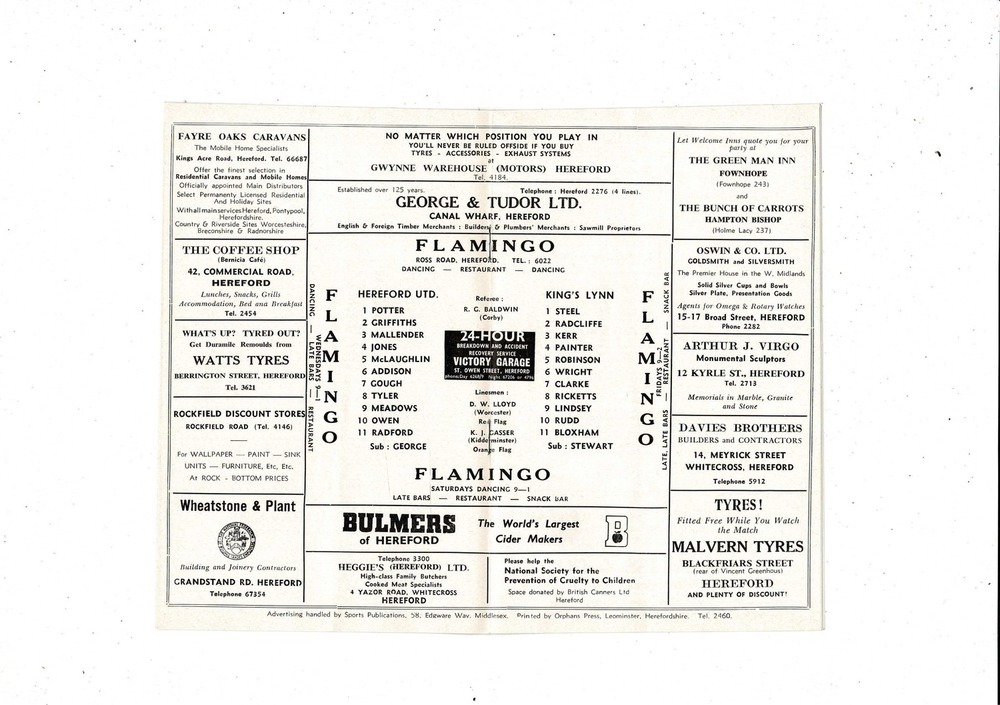 FAYRE OAKS CARAVANS
The Mobile Home Specialists
Kings Acre Road, Hereford. Tel. 66687
Offer the finest selection in
Residential Caravans and Mobile Homes
Officially appointed Main Distributors
Select Permanently Licensed Residential
And Holiday Sites
With all main services Hereford, Pontypool,
Herefordshire.
Country & Riverside Sites Worcesteshire,
Breconshire & Radnorshire
THE COFFEE SHOP
(Bernicia Café)
42, COMMERCIAL ROAD,
HEREFORD
Lunches, Snacks, Grills
Accommodation, Bed and Breakfast
Tel. 2454
WHAT'S UP? TYRED OUT?
Get Duramile Remoulds from
WATTS TYRES
BERRINGTON STREET, HEREFORD
Tel. 3621
ROCKFIELD DISCOUNT STORES
ROCKFIELD ROAD (Tel. 4146)
For WALLPAPER — PAINT — SINK
UNITS — FURNITURE, Etc, Etc.
At ROCK - BOTTOM PRICES
Wheatstone & Plant
Building and Joinery Contractors
GRANDSTAND RD. HEREFORD
Telephone 67354
NO MATTER WHICH POSITION YOU PLAY IN
YOU'LL NEVER BE RULED OFFSIDE IF YOU BUY
TYRES - ACCESSORIES - EXHAUST SYSTEMS
at
GWYNNE WAREHOUSE (MOTORS) HEREFORD
Tel. 4184.
Established over 125 years. Telephone : Hereford 2276 (4 lines).
GEORGE & TUDOR LTD.
CANAL WHARF, HEREFORD
English & Foreign Timber Merchants : Builders & Plumbers' Merchants : Sawmill Proprietors
FLAMINGO
ROSS ROAD, HEREFORD. TEL. : 6022
DANCING — RESTAURANT — DANCING
DANCING — LATE BARS — RESTAURANT
WEDNESDAYS 9—1
FLAMINGO
HEREFORD UTD.
1 POTTER
2 GRIFFITHS
3 MALLENDER
4 JONES
5 McLAUGHLIN
6 ADDISON
7 GOUGH
8 TYLER
9 MEADOWS
10 OWEN
11 RADFORD
Sub : GEORGE
Referee :
R. G. BALDWIN
(Corby)
24-HOUR
BREAKDOWN AND ACCIDENT
RECOVERY SERVICE
VICTORY GARAGE
ST. OWEN STREET, HEREFORD
Linesmen :
D. W. LLOYD
(Worcester)
Red Flag
K. J. GASSER
(Kidderminster)
Orange Flag
KING'S LYNN
1 STEEL
2 RADCLIFFE
3 KERR
4 PAINTER
5 ROBINSON
6 WRIGHT
7 CLARKE
8 RICKETTS
9 LINDSEY
10 RUDD
11 BLOXHAM
Sub : STEWART
FLAMINGO
FRIDAYS 9—2
LATE, LATE BARS — RESTAURANT — SNACK BAR
FLAMINGO
SATURDAYS DANCING 9—1
LATE BARS — RESTAURANT — SNACK BAR
BULMERS
of HEREFORD
The World's Largest
Cider Makers
B
Telephone 3300
HEGGIE'S (HEREFORD) LTD.
High-class Family Butchers
Cooked Meat Specialists
4 YAZOR ROAD, WHITECROSS
HEREFORD
Please help the
National Society for the
Prevention of Cruelty to Children
Space donated by British Canners Ltd
Hereford
Let Welcome Inns quote you for your
party at
THE GREEN MAN INN
FOWNHOPE
(Fownhope 243)
and
THE BUNCH OF CARROTS
HAMPTON BISHOP
(Holme Lacy 237)
OSWIN & CO. LTD.
GOLDSMITH and SILVERSMITH
The Premier House in the W. Midlands
Solid Silver Cups and Bowls
Silver Plate, Presentation Goods
Agents for Omega & Rotary Watches
15-17 Broad Street, HEREFORD
Phone 2282
ARTHUR J. VIRGO
Monumental Sculptors
12 KYRLE ST., HEREFORD
Tel. 2713
Memorials in Marble, Granite
and Stone
DAVIES BROTHERS
BUILDERS and CONTRACTORS
14, MEYRICK STREET
WHITECROSS, HEREFORD
Telephone 5912
TYRES!
Fitted Free While You Watch
the Match
MALVERN TYRES
BLACKFRIARS STREET
(rear of Vincent Greenhous)
HEREFORD
AND PLENTY OF DISCOUNT!
Advertising handled by Sports Publications, 58, Edgware Way, Middlesex. Printed by Orphans Press, Leominster, Herefordshire. Tel. 2460.